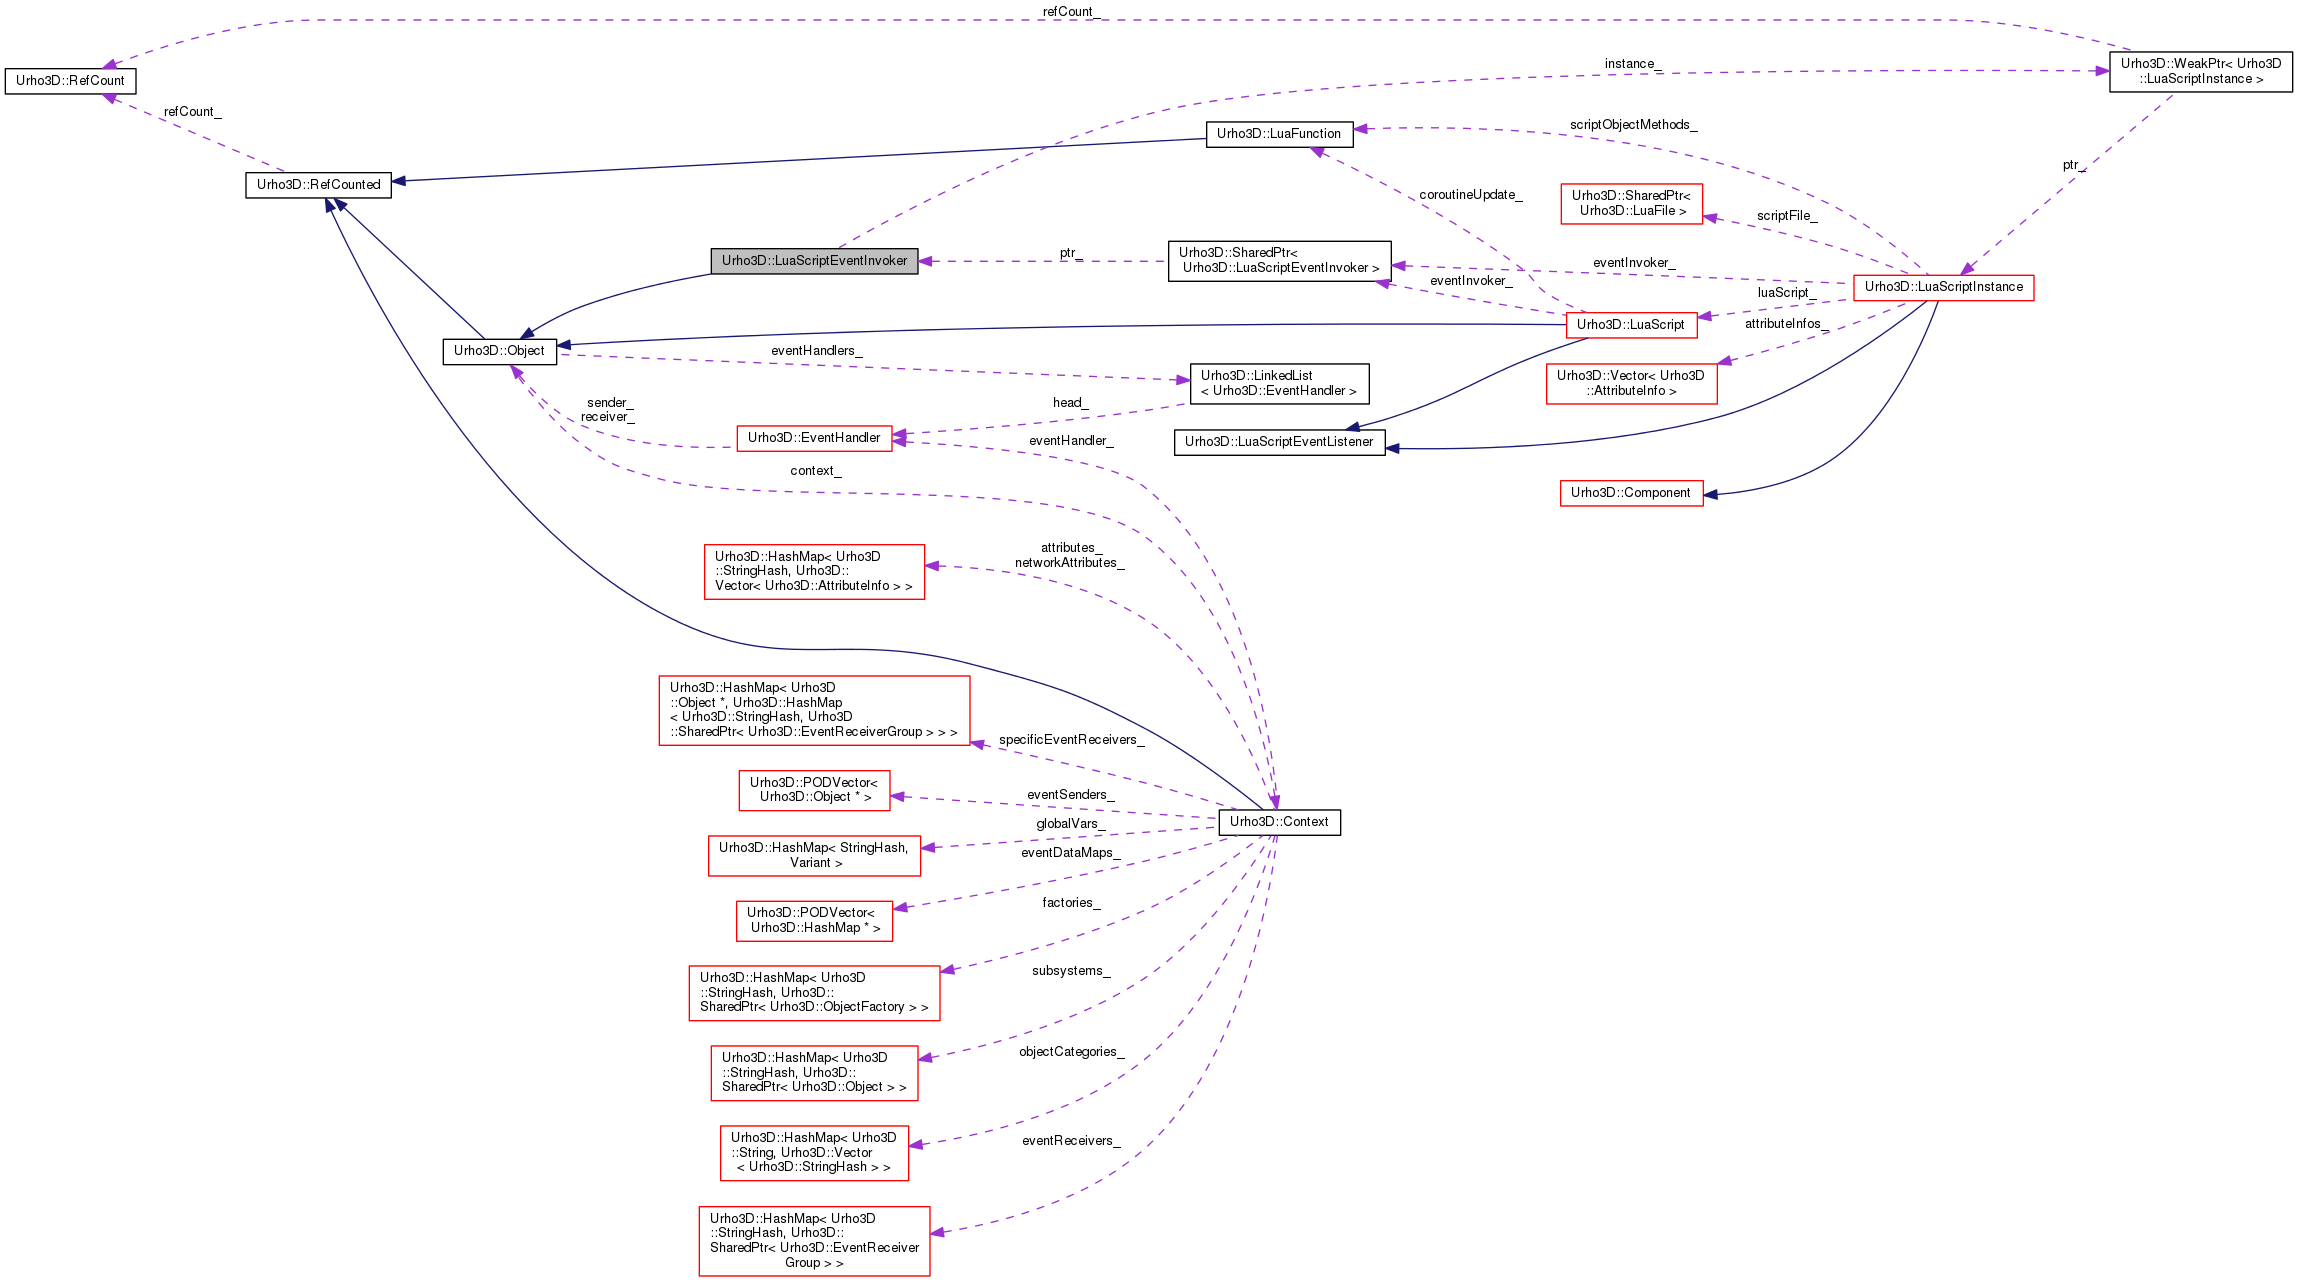 refCount_
Urho3D::RefCount
instance_
Urho3D::WeakPtr< Urho3D
::LuaScriptInstance >
refCount_
Urho3D::LuaFunction
scriptObjectMethods_
ptr_
Urho3D::RefCounted
coroutineUpdate_
Urho3D::SharedPtr<
Urho3D::LuaFile >
scriptFile_
Urho3D::LuaScriptEventInvoker
ptr_
Urho3D::SharedPtr<
Urho3D::LuaScriptEventInvoker >
eventInvoker_
eventInvoker_
Urho3D::LuaScriptInstance
luaScript_
Urho3D::LuaScript
attributeInfos_
Urho3D::Object
eventHandlers_
Urho3D::LinkedList
< Urho3D::EventHandler >
Urho3D::Vector< Urho3D
::AttributeInfo >
sender_
receiver_
head_
Urho3D::EventHandler
eventHandler_
Urho3D::LuaScriptEventListener
context_
Urho3D::Component
Urho3D::HashMap< Urho3D
::StringHash, Urho3D::
Vector< Urho3D::AttributeInfo > >
attributes_
networkAttributes_
Urho3D::HashMap< Urho3D
::Object *, Urho3D::HashMap
< Urho3D::StringHash, Urho3D
::SharedPtr< Urho3D::EventReceiverGroup > > >
specificEventReceivers_
Urho3D::PODVector<
Urho3D::Object * >
eventSenders_
Urho3D::Context
globalVars_
Urho3D::HashMap< StringHash,
Variant >
eventDataMaps_
Urho3D::PODVector<
Urho3D::HashMap * >
factories_
Urho3D::HashMap< Urho3D
::StringHash, Urho3D::
SharedPtr< Urho3D::ObjectFactory > >
subsystems_
Urho3D::HashMap< Urho3D
::StringHash, Urho3D::
SharedPtr< Urho3D::Object > >
objectCategories_
Urho3D::HashMap< Urho3D
::String, Urho3D::Vector
< Urho3D::StringHash > >
eventReceivers_
Urho3D::HashMap< Urho3D
::StringHash, Urho3D::
SharedPtr< Urho3D::EventReceiver
Group > >